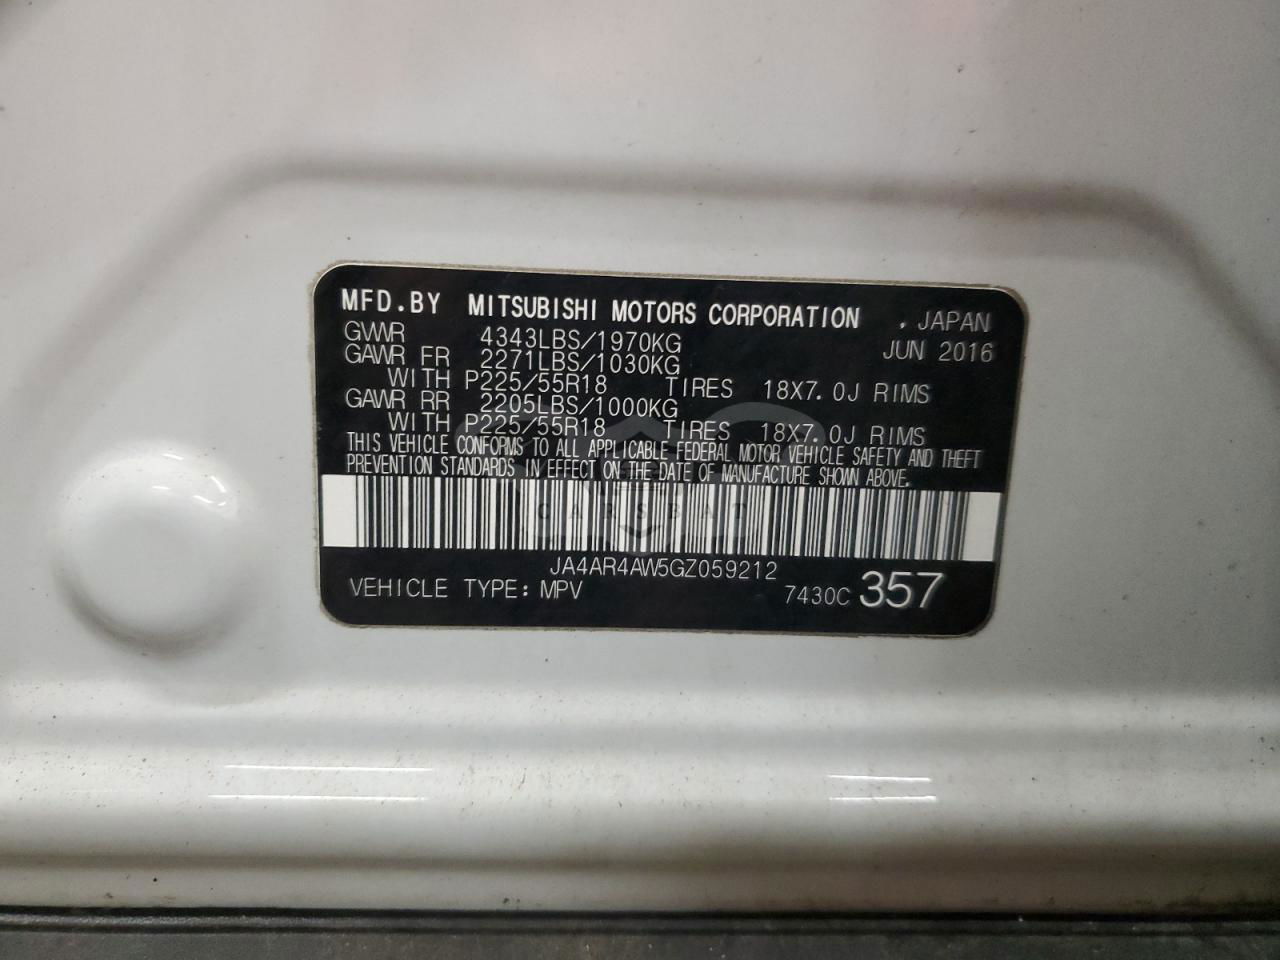 MFD.BY MITSUBISHI MOTORS CORPORATION . JAPAN
GVWR 4343LBS/1970KG JUN 2016
GAWR FR 2271LBS/1030KG
WITH P225/55R18 TIRES 18X7.0J RIMS
GAWR RR 2205LBS/1000KG
WITH P225/55R18 TIRES 18X7.0J RIMS
THIS VEHICLE CONFORMS TO ALL APPLICABLE FEDERAL MOTOR VEHICLE SAFETY AND THEFT
PREVENTION STANDARDS IN EFFECT ON THE DATE OF MANUFACTURE SHOWN ABOVE.
CARSBAT
JA4AR4AW5GZ059212
VEHICLE TYPE: MPV 7430C 357